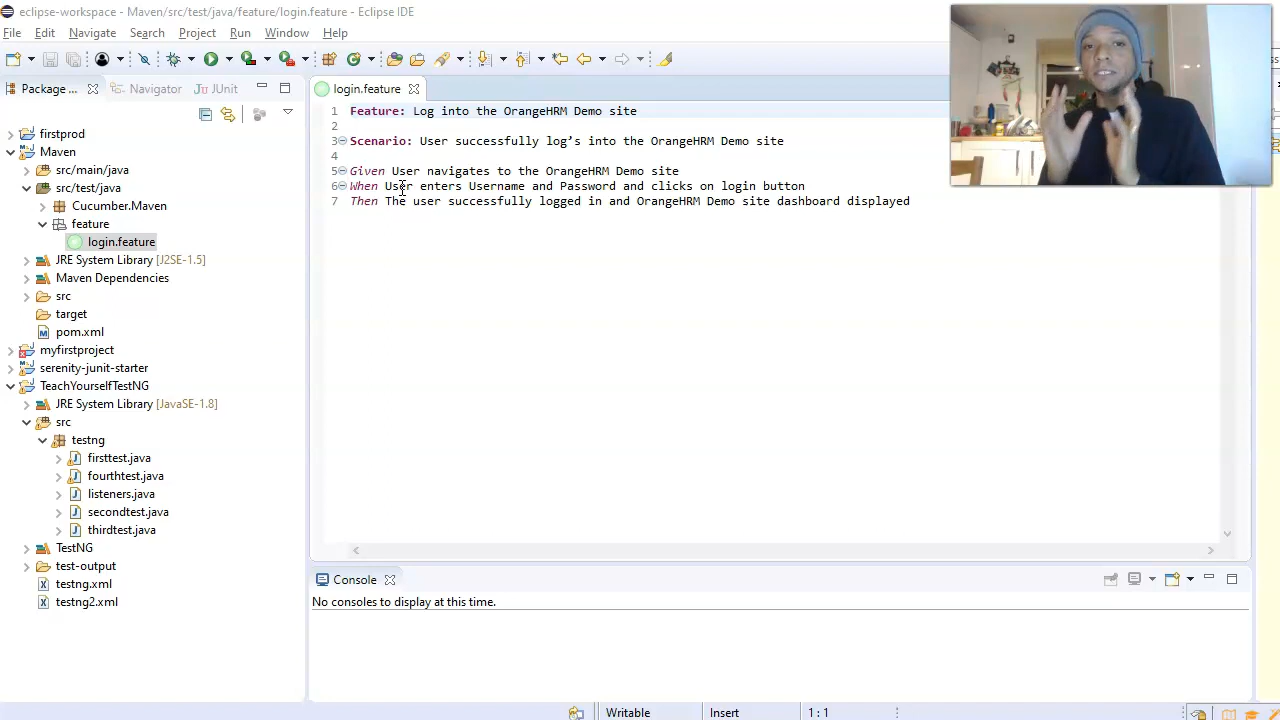 eclipse-workspace - Maven/src/test/java/feature/login.feature - Eclipse IDE
File Edit Navigate Search Project Run Window Help
Package ... Navigator JUnit
firstprod
Maven
src/main/java
src/test/java
Cucumber.Maven
feature
login.feature
JRE System Library [J2SE-1.5]
Maven Dependencies
src
target
pom.xml
myfirstproject
serenity-junit-starter
TeachYourselfTestNG
JRE System Library [JavaSE-1.8]
src
testng
firsttest.java
fourthtest.java
listeners.java
secondtest.java
thirdtest.java
TestNG
test-output
testng.xml
testng2.xml
login.feature
1 Feature: Log into the OrangeHRM Demo site
2
3 Scenario: User successfully log’s into the OrangeHRM Demo site
4
5 Given User navigates to the OrangeHRM Demo site
6 When User enters Username and Password and clicks on login button
7 Then The user successfully logged in and OrangeHRM Demo site dashboard displayed
Console
No consoles to display at this time.
Writable Insert 1 : 1